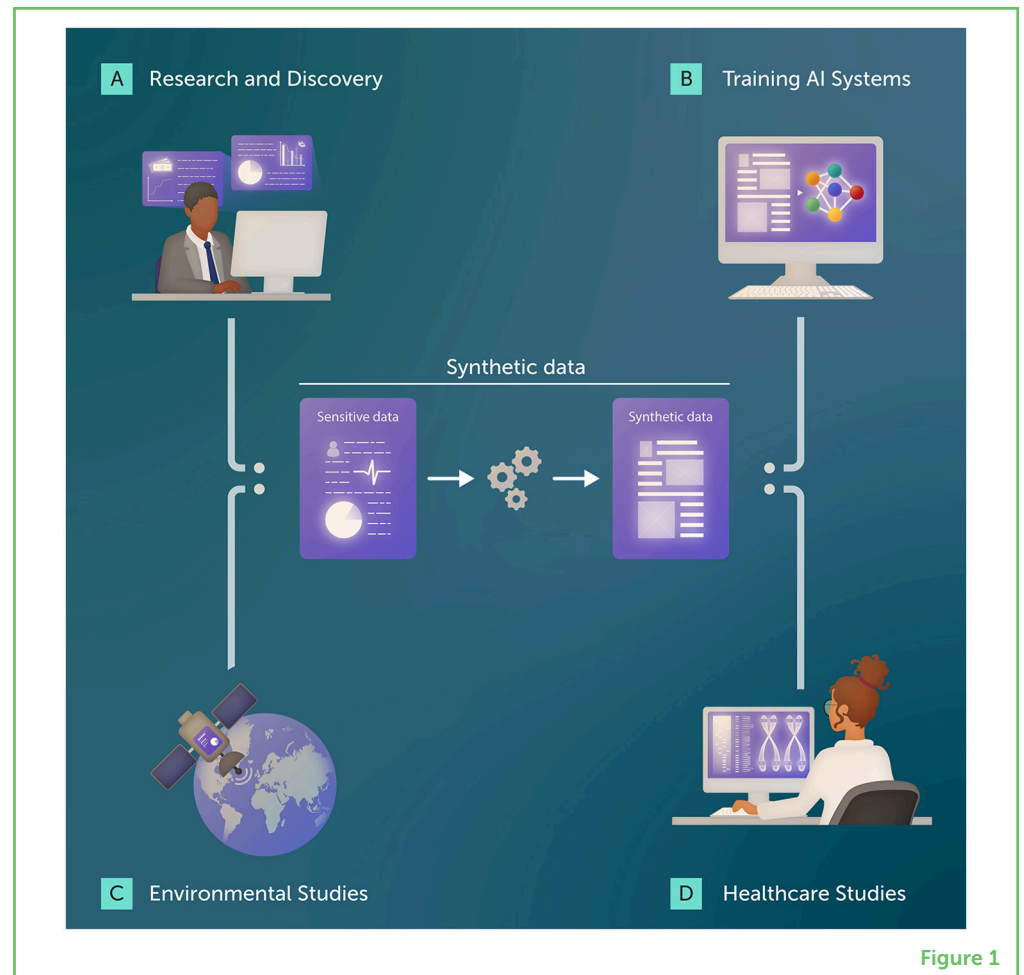 A Research and Discovery
B Training AI Systems
Synthetic data
Sensitive data
Synthetic data
C Environmental Studies
D Healthcare Studies
Figure 1